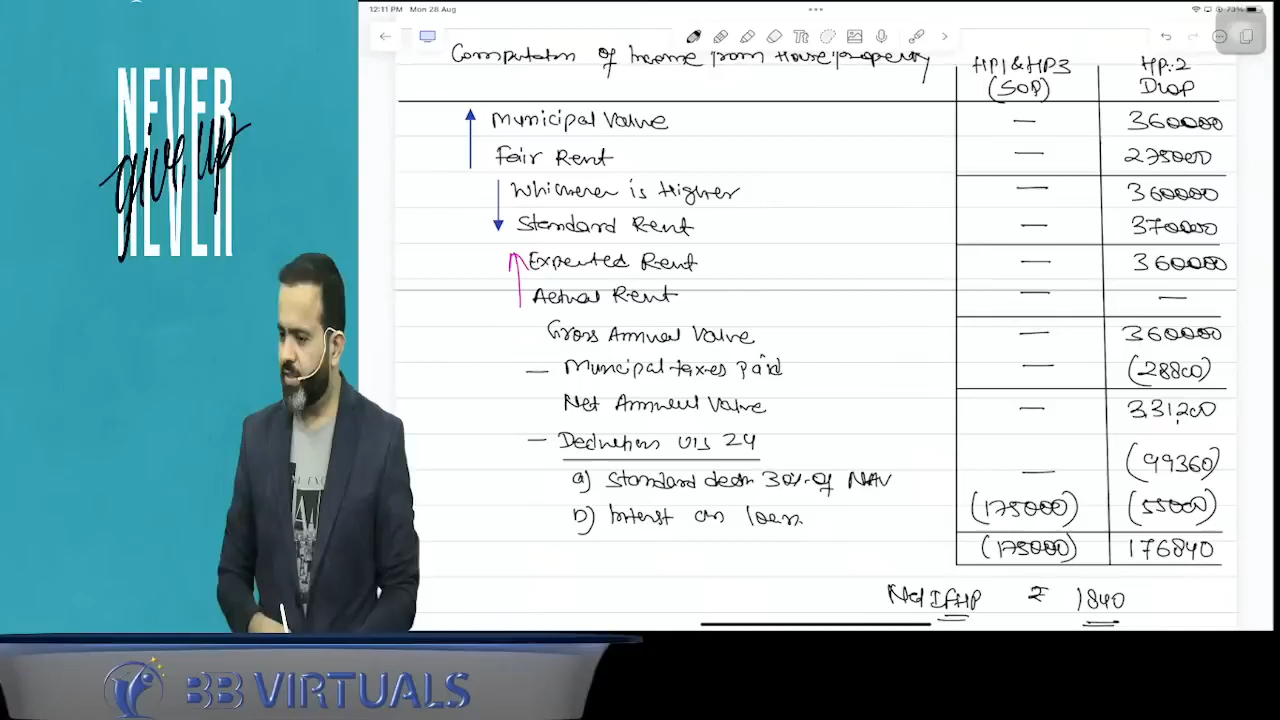 12:11 PM Mon 28 Aug
73%
NEVER
give up
NEVER
Computation of Income from House property
HP1 & HP3
(SOP)
HP:2
DLOP
Municipal Value — 360000
Fair Rent — 275000
Whichever is Higher — 360000
Standard Rent — 370000
Expected Rent — 360000
Actual Rent — —
Gross Annual Value — 360000
— Municipal taxes paid — (28800)
Net Annual Value — 331200
— Deductions U/s 24
a) Standard dedn 30% of NAV — (99360)
b) Interest on loan (175000) (55000)
(175000) 176840
Net IFHP ₹ 1840
BB VIRTUALS